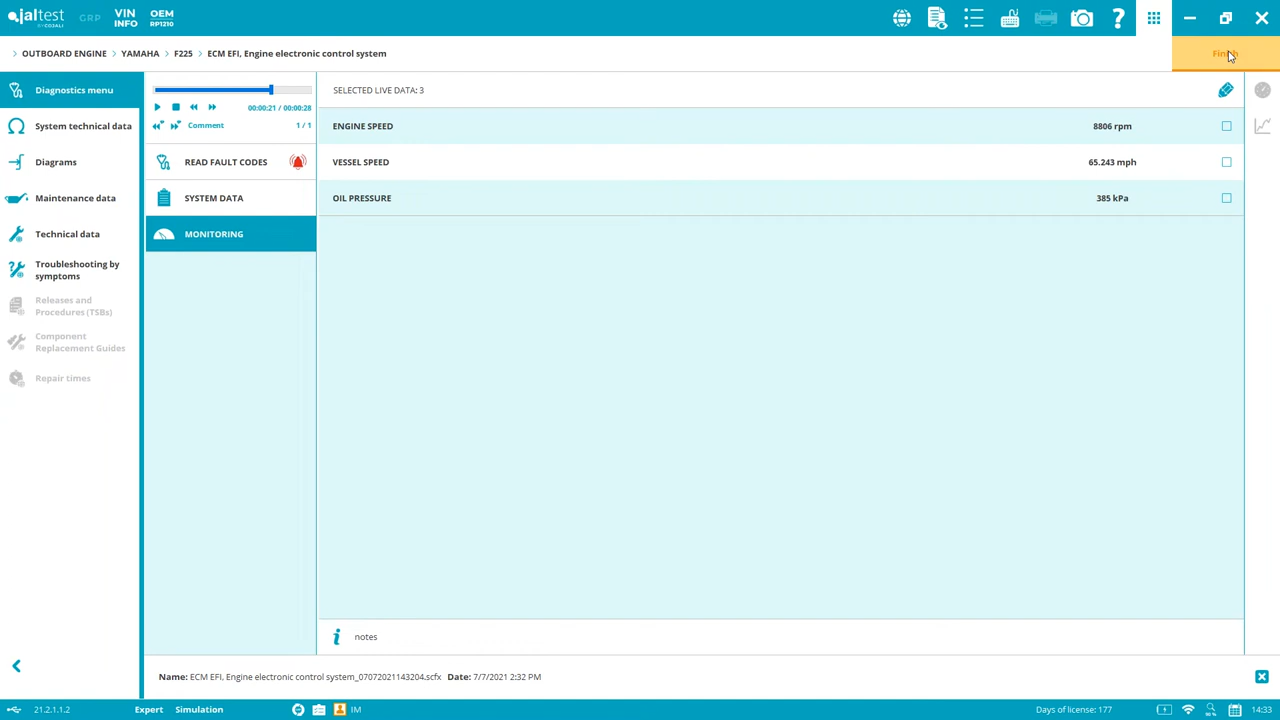 jaltest
BY COJALI
GRP
VIN
INFO
OEM
RP1210
OUTBOARD ENGINE
YAMAHA
F225
ECM EFI, Engine electronic control system
Finish
Diagnostics menu
System technical data
Diagrams
Maintenance data
Technical data
Troubleshooting by
symptoms
Releases and
Procedures (TSBs)
Component
Replacement Guides
Repair times
00:00:21 / 00:00:28
Comment
1 / 1
READ FAULT CODES
SYSTEM DATA
MONITORING
SELECTED LIVE DATA: 3
ENGINE SPEED
8806 rpm
VESSEL SPEED
65.243 mph
OIL PRESSURE
385 kPa
notes
Name: ECM EFI, Engine electronic control system_07072021143204.scfx Date: 7/7/2021 2:32 PM
21.2.1.1.2
Expert
Simulation
IM
Days of license: 177
14:33